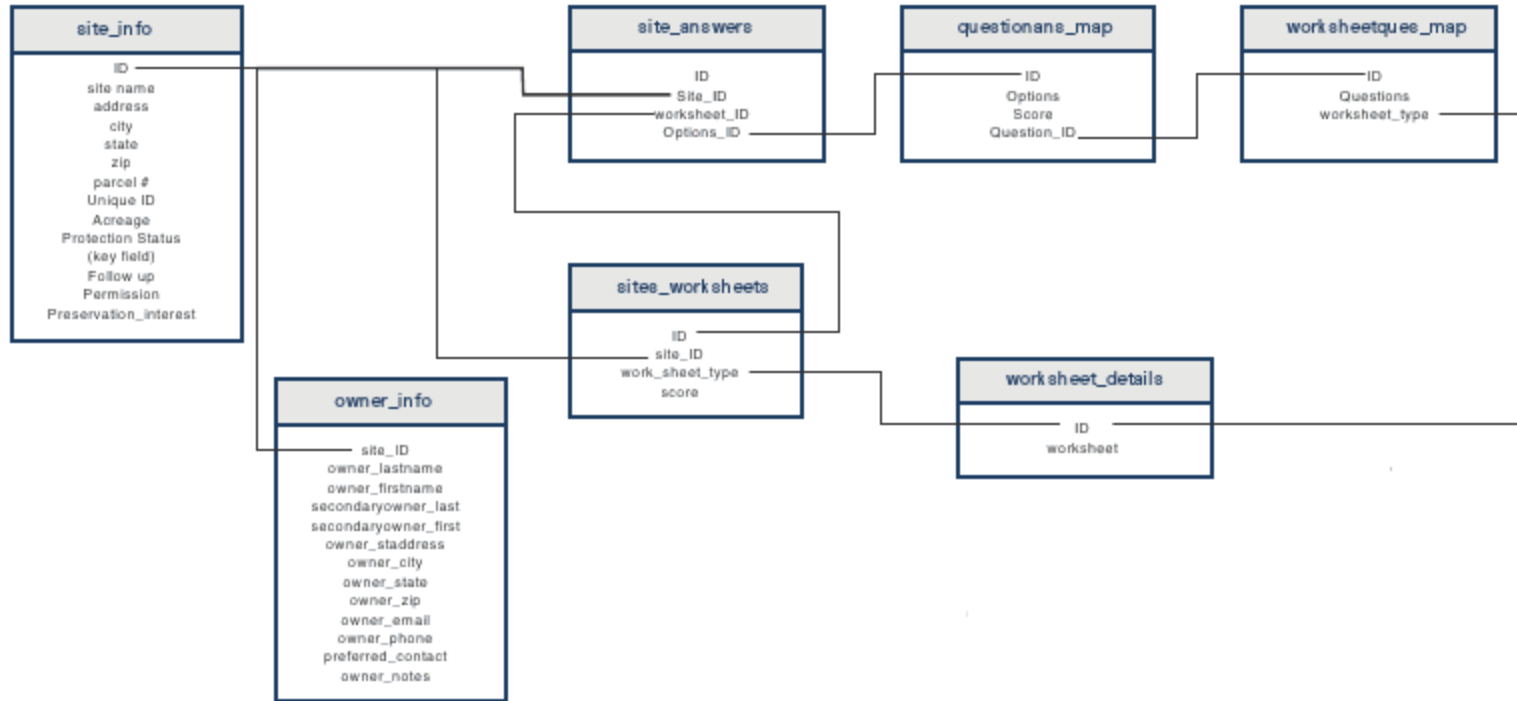 site_info
ID
site name
address
city
state
zip
parcel #
Unique ID
Acreage
Protection Status
(key field)
Follow up
Permission
Preservation_interest
site_answers
ID
Site_ID
worksheet_ID
Options_ID
questionans_map
ID
Options
Score
Question_ID
worksheetques_map
ID
Questions
worksheet_type
sites_worksheets
ID
site_ID
work_sheet_type
score
worksheet_details
ID
worksheet
owner_info
site_ID
owner_lastname
owner_firstname
secondaryowner_last
secondaryowner_first
owner_staddress
owner_city
owner_state
owner_zip
owner_email
owner_phone
preferred_contact
owner_notes